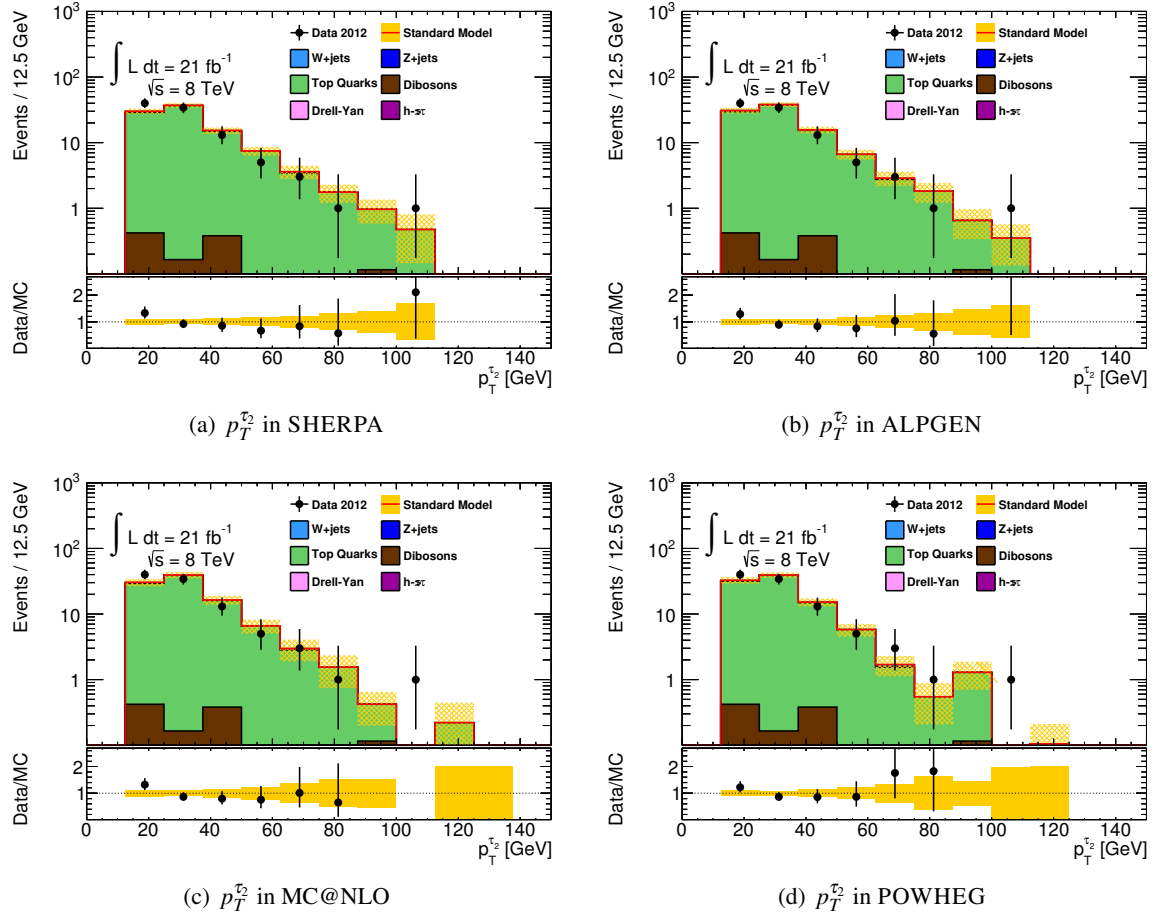 Events / 12.5 GeV
10³
10²
10
1
∫ L dt = 21 fb⁻¹
√s = 8 TeV
Data 2012 Standard Model
W+jets Z+jets
Top Quarks Dibosons
Drell-Yan
Data/MC
2
1
0 20 40 60 80 100 120 140
p_T^τ₂ [GeV]
(a) p_T^τ₂ in SHERPA
Events / 12.5 GeV
10³
10²
10
1
∫ L dt = 21 fb⁻¹
√s = 8 TeV
Data 2012 Standard Model
W+jets Z+jets
Top Quarks Dibosons
Drell-Yan
Data/MC
2
1
0 20 40 60 80 100 120 140
p_T^τ₂ [GeV]
(b) p_T^τ₂ in ALPGEN
Events / 12.5 GeV
10³
10²
10
1
∫ L dt = 21 fb⁻¹
√s = 8 TeV
Data 2012 Standard Model
W+jets Z+jets
Top Quarks Dibosons
Drell-Yan
Data/MC
2
1
0 20 40 60 80 100 120 140
p_T^τ₂ [GeV]
(c) p_T^τ₂ in MC@NLO
Events / 12.5 GeV
10³
10²
10
1
∫ L dt = 21 fb⁻¹
√s = 8 TeV
Data 2012 Standard Model
W+jets Z+jets
Top Quarks Dibosons
Drell-Yan
Data/MC
2
1
0 20 40 60 80 100 120 140
p_T^τ₂ [GeV]
(d) p_T^τ₂ in POWHEG